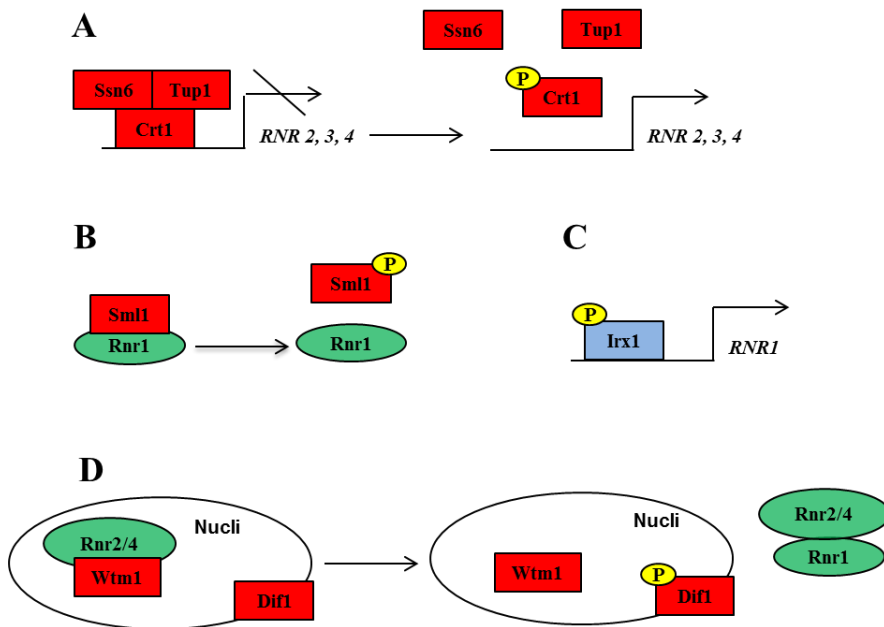 A
Ssn6
Tup1
Ssn6 Tup1
P
Crt1
Crt1
RNR 2, 3, 4
RNR 2, 3, 4
B
C
P
Sml1
Sml1
Rnr1
Rnr1
P
Irx1
RNR1
D
Nucli
Rnr2/4
Wtm1
Dif1
Nucli
Wtm1
P
Dif1
Rnr2/4
Rnr1